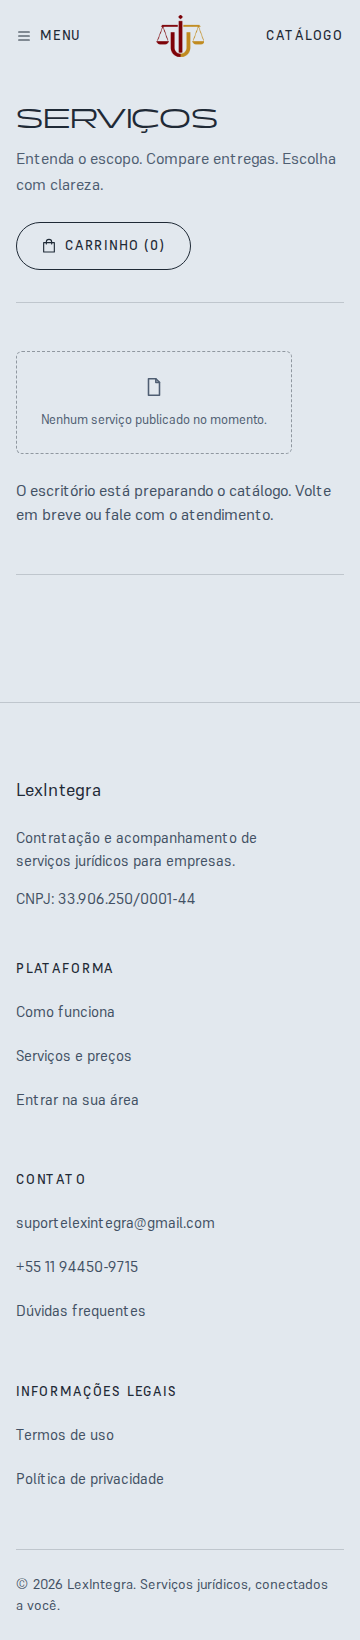 MENU
CATÁLOGO
SERVIÇOS
Entenda o escopo. Compare entregas. Escolha
com clareza.
CARRINHO (0)
Nenhum serviço publicado no momento.
O escritório está preparando o catálogo. Volte
em breve ou fale com o atendimento.
LexIntegra
Contratação e acompanhamento de
serviços jurídicos para empresas.
CNPJ: 33.906.250/0001-44
PLATAFORMA
Como funciona
Serviços e preços
Entrar na sua área
CONTATO
suportelexintegra@gmail.com
+55 11 94450-9715
Dúvidas frequentes
INFORMAÇÕES LEGAIS
Termos de uso
Política de privacidade
© 2026 LexIntegra. Serviços jurídicos, conectados
a você.